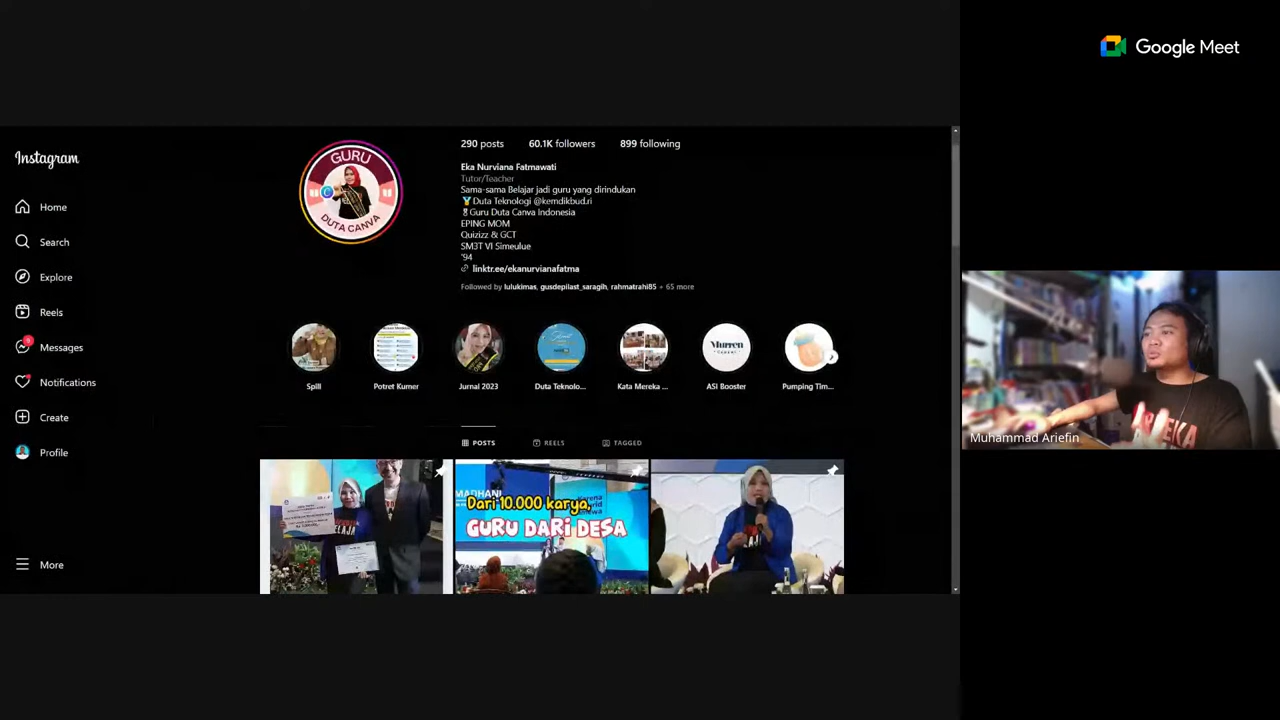 Google Meet
Instagram
Home
Search
Explore
Reels
Messages
Notifications
Create
Profile
More
GURU
DUTA CANVA
290 posts 60.1K followers 899 following
Eka Nurviana Fatmawati
Tutor/Teacher
Sama-sama Belajar jadi guru yang dirindukan
🏅Duta Teknologi @kemdikbud.ri
🎖Guru Duta Canva Indonesia
EPING MOM
Quizizz & GCT
SM3T VI Simeulue
'94
linktr.ee/ekanurvianafatma
Followed by lulukimas, gusdepilast_saragih, rahmatrahi85 + 65 more
Murren
Spill
Potret Kumer
Jurnal 2023
Duta Teknolo...
Kata Mereka ...
ASI Booster
Pumping Tim...
POSTS REELS TAGGED
MADHANI
Dari 10.000 karya,
GURU DARI DESA
Muhammad Ariefin